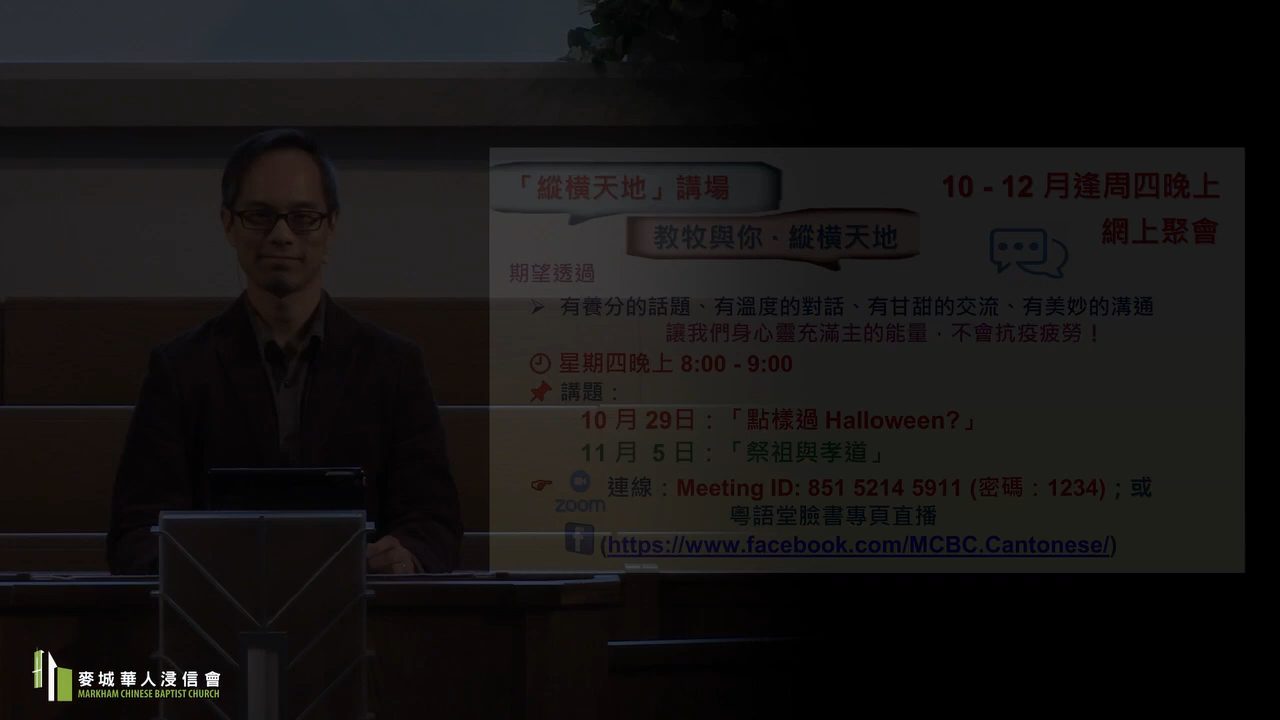 「縱橫天地」講場
10 - 12 月逢周四晚上
教牧與你．縱橫天地
網上聚會
期望透過
➢ 有養分的話題、有溫度的對話、有甘甜的交流、有美妙的溝通
讓我們身心靈充滿主的能量．不會抗疫疲勞！
星期四晚上 8:00 - 9:00
講題：
10 月 29日：「點樣過 Halloween?」
11 月 5 日：「祭祖與孝道」
連線：Meeting ID: 851 5214 5911 (密碼：1234)；或
zoom
粵語堂臉書專頁直播
f (https://www.facebook.com/MCBC.Cantonese/)
麥城華人浸信會
MARKHAM CHINESE BAPTIST CHURCH